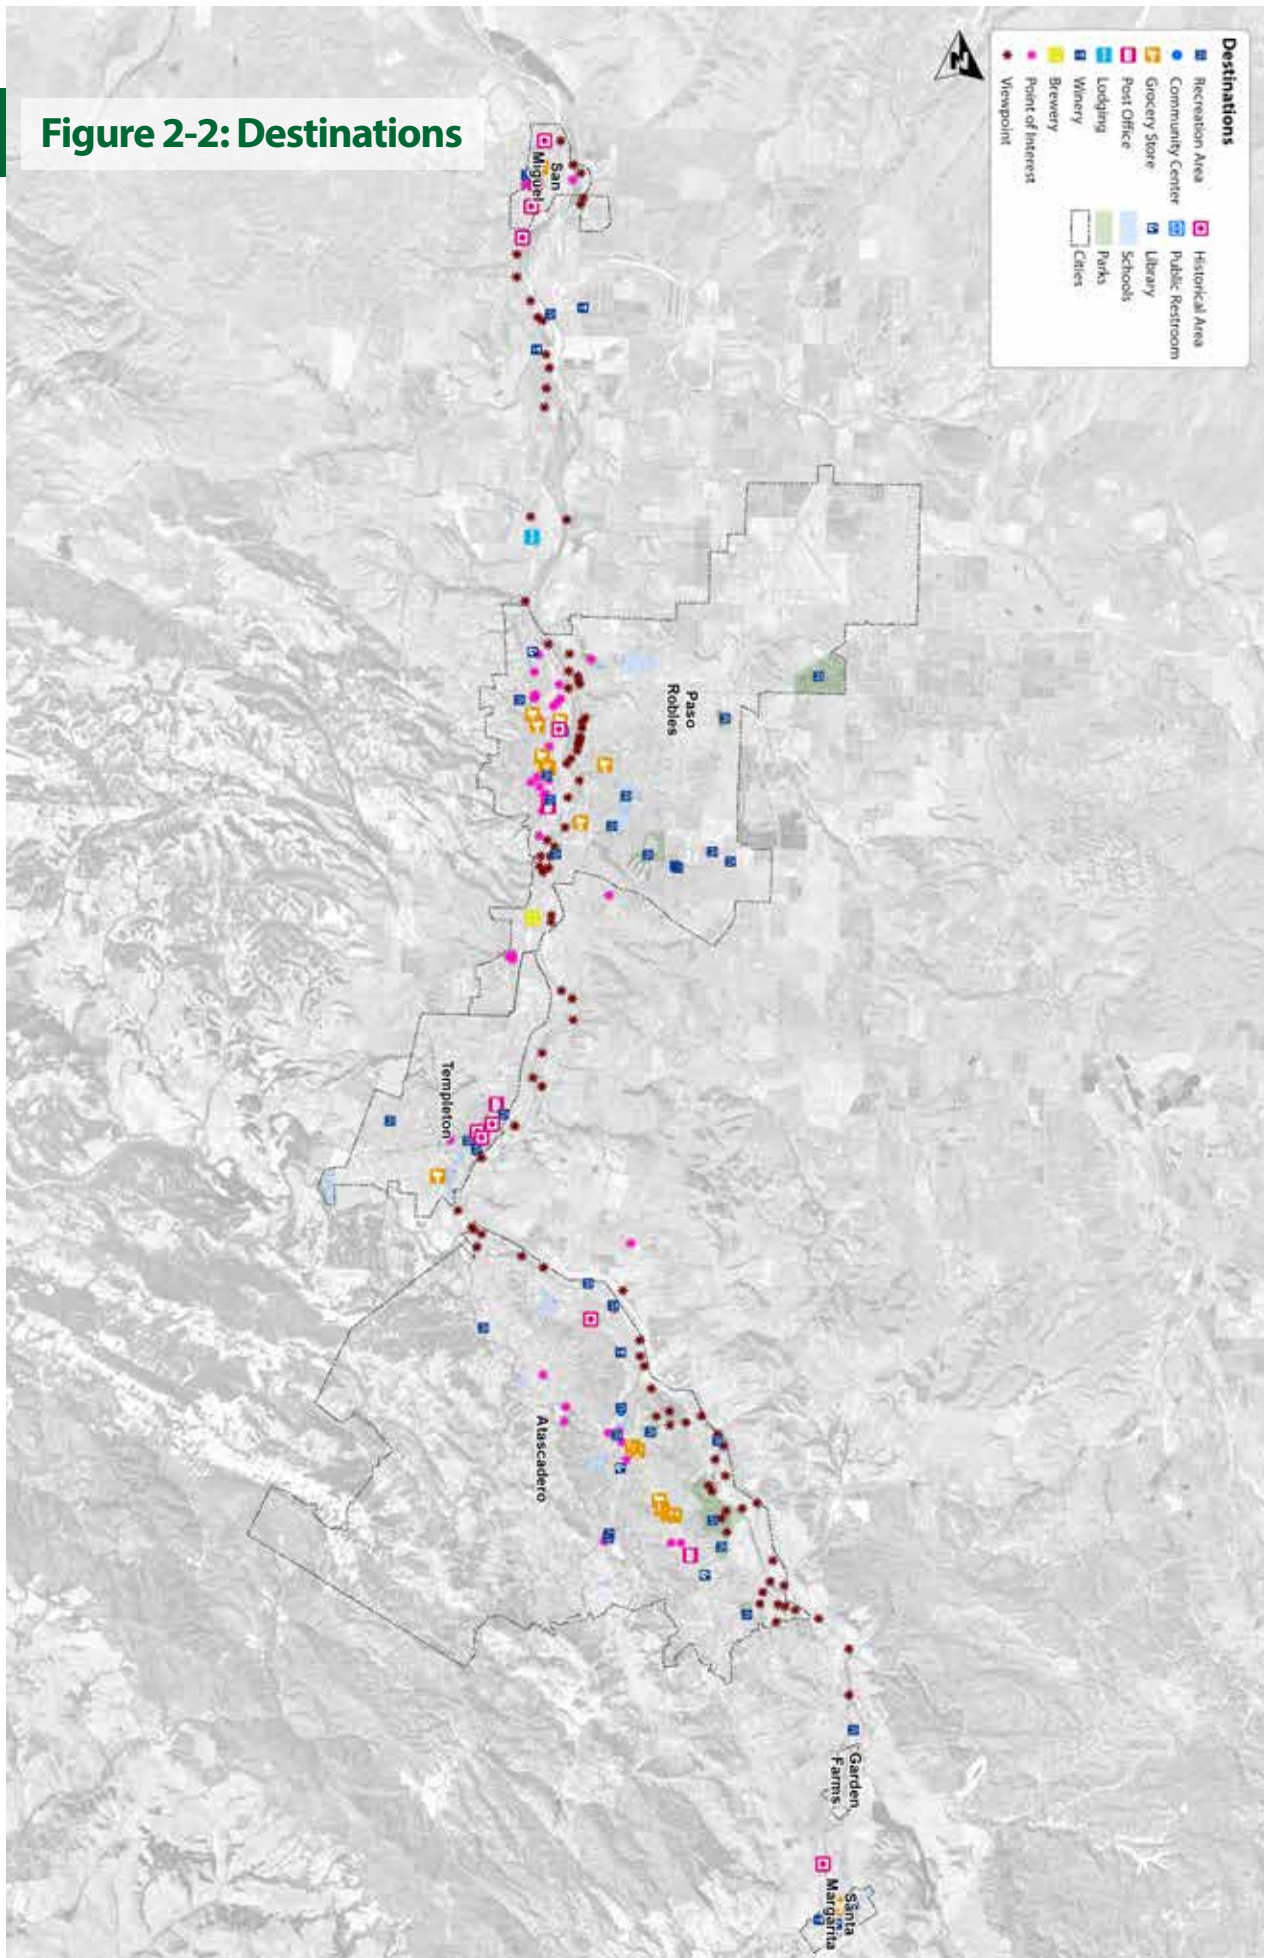 Figure 2-2: Destinations
Destinations
Recreation Area
Community Center
Grocery Store
Post Office
Lodging
Winery
Brewery
Point of Interest
Viewpoint
Historical Area
Public Restroom
Library
Schools
Parks
Cities
San
Miguel
Paso
Robles
Templeton
Atascadero
Garden
Farms
Santa
Margarita